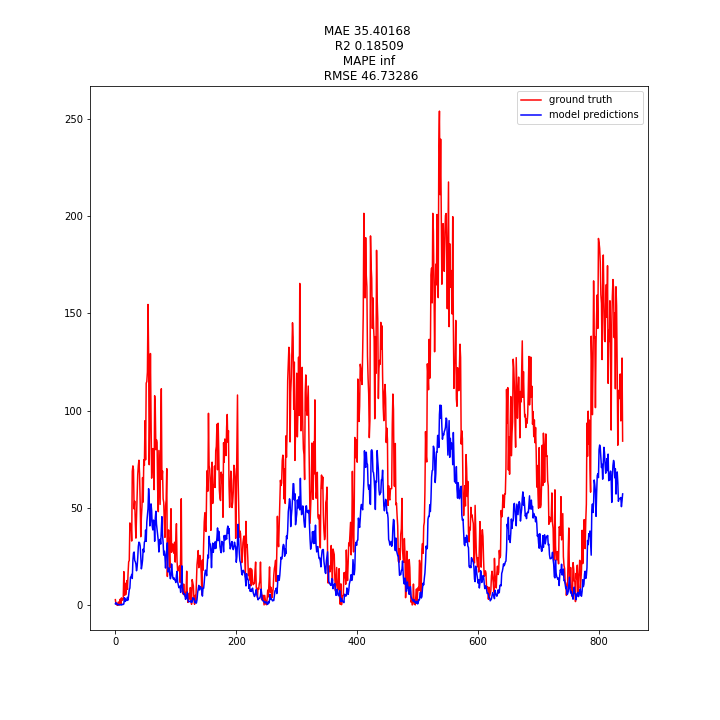 MAE 35.40168
R2 0.18509
MAPE inf
RMSE 46.73286
ground truth
model predictions
250
200
150
100
50
0
0 200 400 600 800